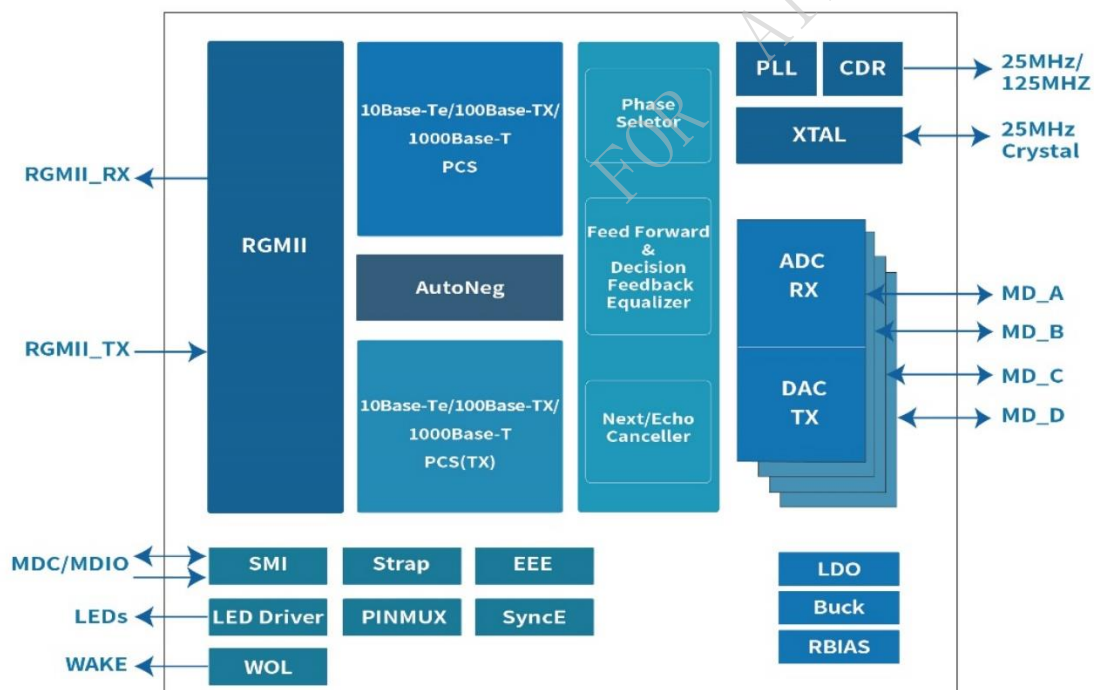 RGMII_RX
RGMII_TX
RGMII
10Base-Te/100Base-TX/
1000Base-T
PCS
AutoNeg
10Base-Te/100Base-TX/
1000Base-T
PCS(TX)
Phase
Seletor
Feed Forward
&
Decision
Feedback
Equalizer
Next/Echo
Canceller
PLL
CDR
25MHz/
125MHZ
XTAL
25MHz
Crystal
ADC
RX
DAC
TX
MD_A
MD_B
MD_C
MD_D
MDC/MDIO
SMI
Strap
EEE
LEDs
LED Driver
PINMUX
SyncE
WAKE
WOL
LDO
Buck
RBIAS
FOR